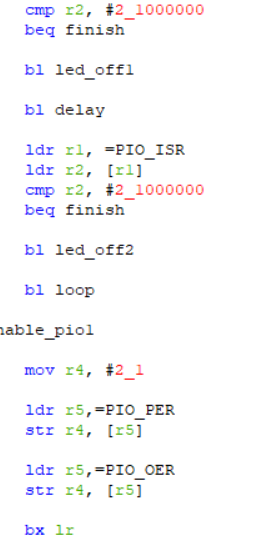 cmp r2, #2_1000000
beq finish
bl led_off1
bl delay
ldr r1, =PIO_ISR
ldr r2, [r1]
cmp r2, #2_1000000
beq finish
bl led_off2
bl loop
nable_pio1
mov r4, #2_1
ldr r5,=PIO_PER
str r4, [r5]
ldr r5,=PIO_OER
str r4, [r5]
bx lr